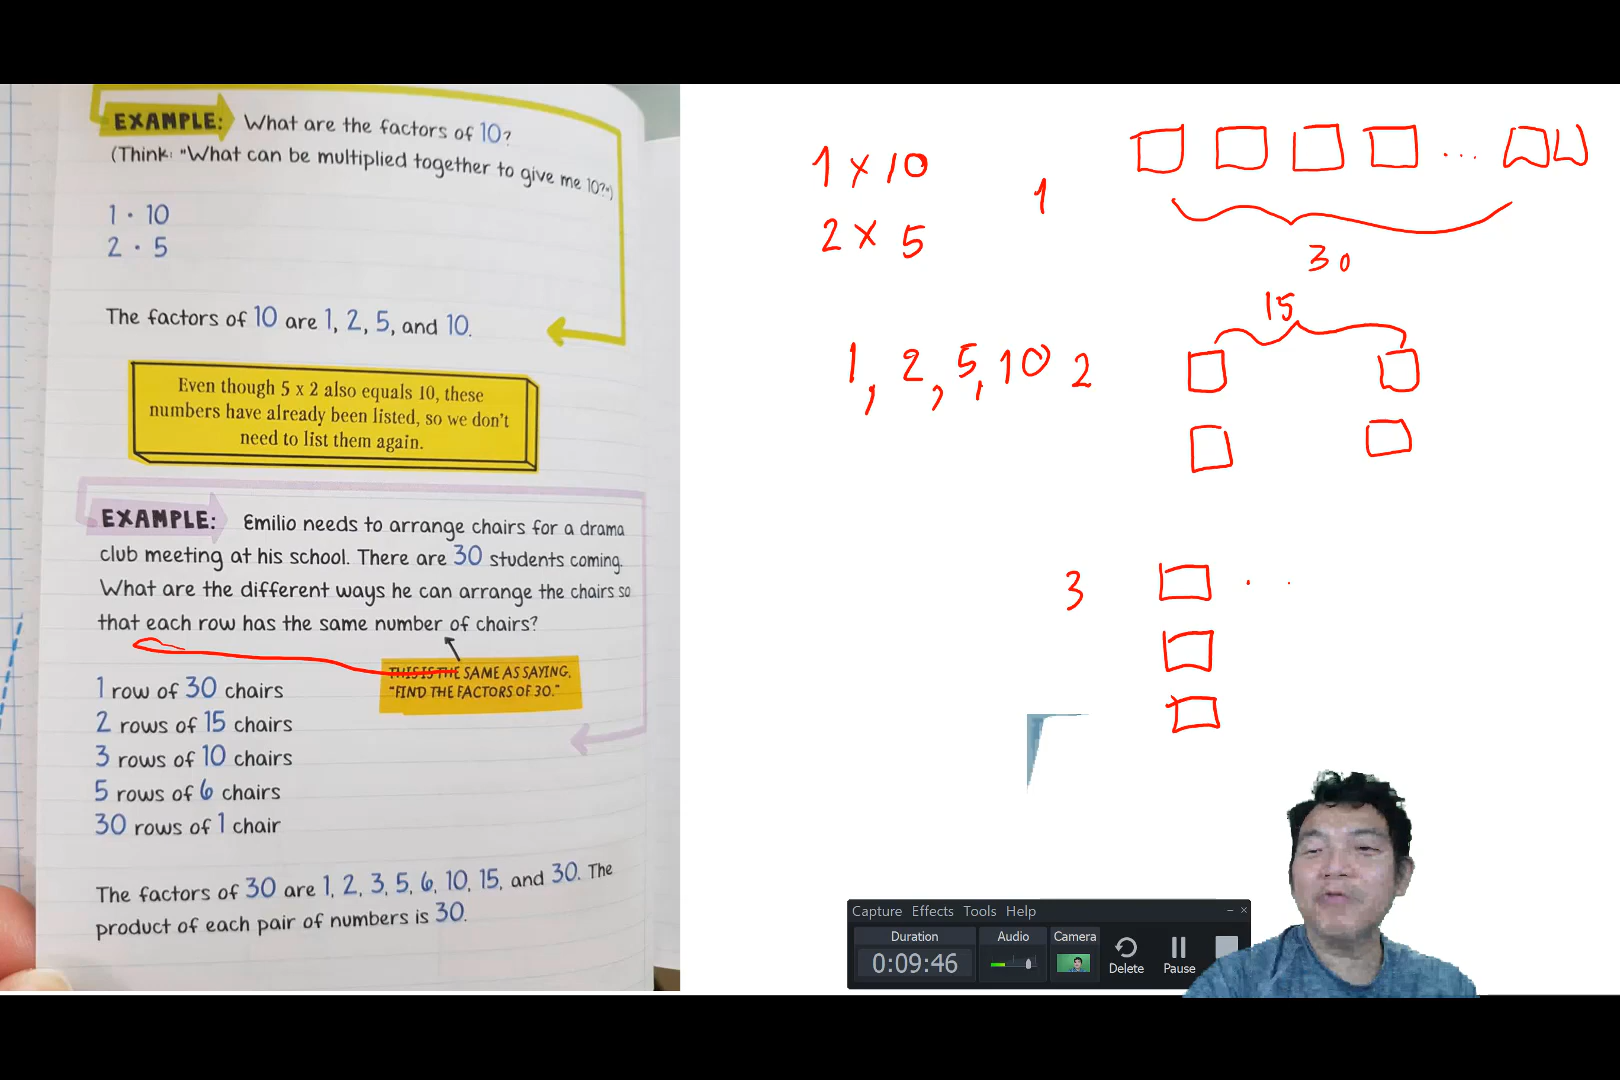 EXAMPLE: What are the factors of 10?
(Think: "What can be multiplied together to give me 10?")
1 · 10
2 · 5
The factors of 10 are 1, 2, 5, and 10.
Even though 5 x 2 also equals 10, these
numbers have already been listed, so we don't
need to list them again.
EXAMPLE: Emilio needs to arrange chairs for a drama
club meeting at his school. There are 30 students coming.
What are the different ways he can arrange the chairs so
that each row has the same number of chairs?
THIS IS THE SAME AS SAYING,
"FIND THE FACTORS OF 30."
1 row of 30 chairs
2 rows of 15 chairs
3 rows of 10 chairs
5 rows of 6 chairs
30 rows of 1 chair
The factors of 30 are 1, 2, 3, 5, 6, 10, 15, and 30. The
product of each pair of numbers is 30.
1 x 10
2 x 5
1, 2, 5, 10
1
30
15
2
3
Capture Effects Tools Help
Duration
0:09:46
Audio
Camera
Delete
Pause